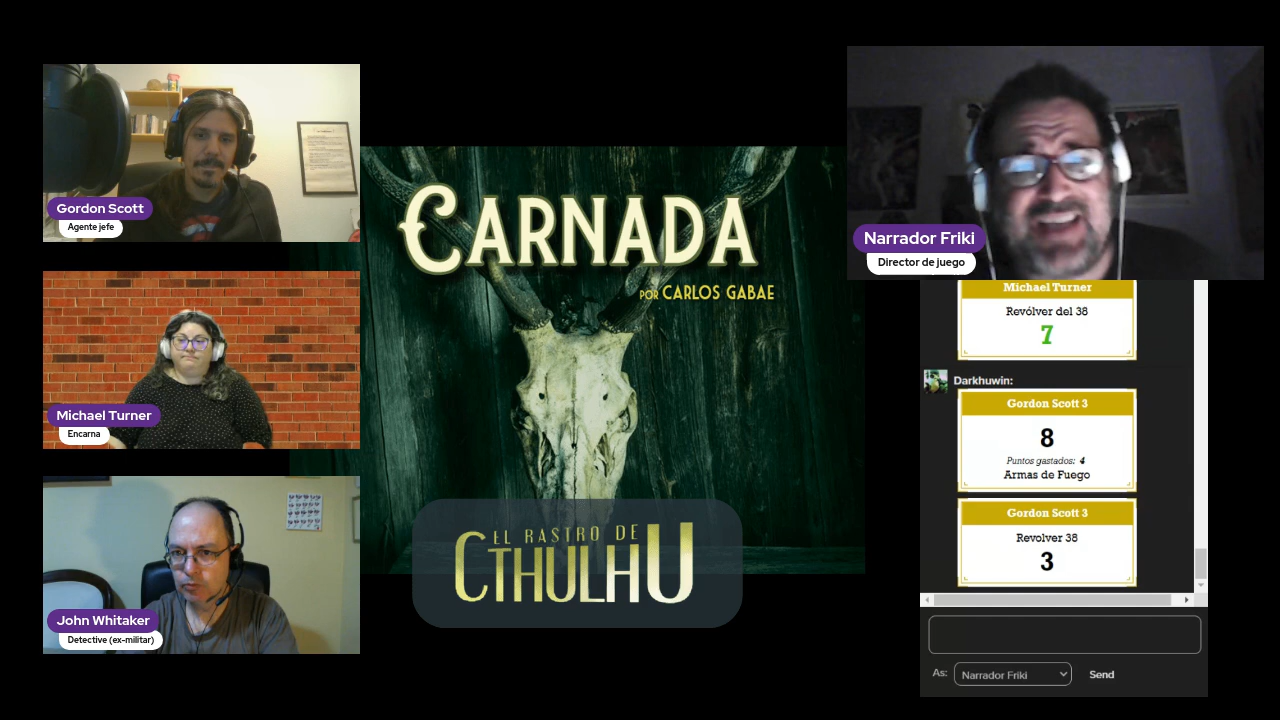 Gordon Scott
Agente jefe
Michael Turner
Encarna
John Whitaker
Detective (ex-militar)
CARNADA
POR CARLOS GABAE
EL RASTRO DE
CTHULHU
Narrador Friki
Director de juego
Michael Turner
Revólver del 38
7
Darkhuwin:
Gordon Scott 3
8
Puntos gastados: 4
Armas de Fuego
Gordon Scott 3
Revolver 38
3
As: Narrador Friki Send